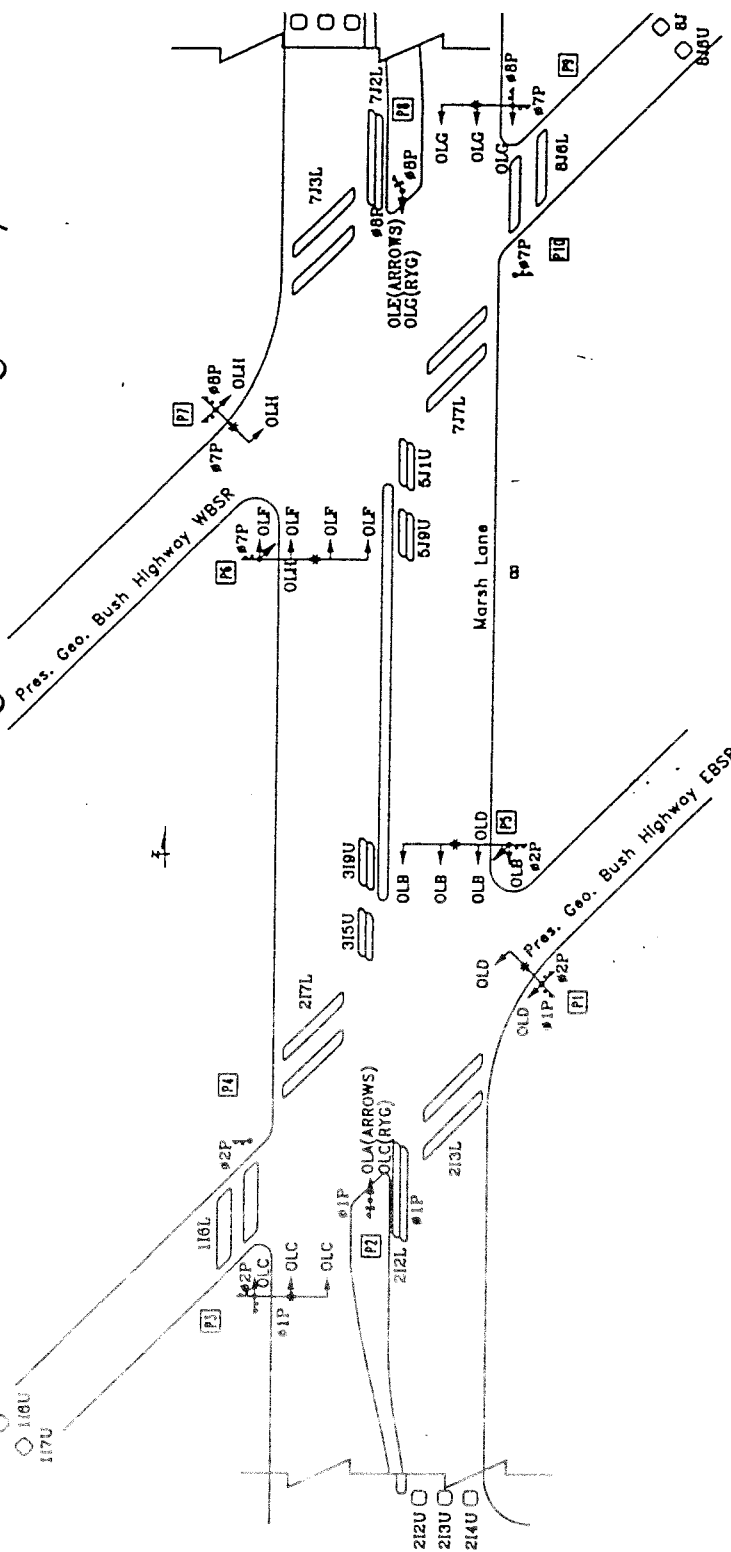 7J2L
P8
ø8P
ø8P
OLE(ARROWS)
OLG(RYG)
7J3L
OLG
OLG
OLG
ø8P
ø7P
P9
8J
8J8U
8J6L
ø7P
P10
7J7L
P7
ø8P
OLH
OLH
ø7P
Pres. Geo. Bush Highway WBSR
P6
ø7P
OLF
OLF
OLF
OLF
OLH
5J1U
5J9U
Marsh Lane
8
3I9U
3I5U
OLB
OLB
OLB
OLB
OLD
P5
ø2P
Pres. Geo. Bush Highway EBSR
OLD
OLD
ø1P
ø2P
P1
2I7L
P4
ø2P
1I6L
OLA(ARROWS)
OLC(RYG)
ø1P
ø1P
P2
2I2L
2I3L
P3
ø2P
OLC
OLC
OLC
ø1P
1I6U
1I7U
2I2U
2I3U
2I4U